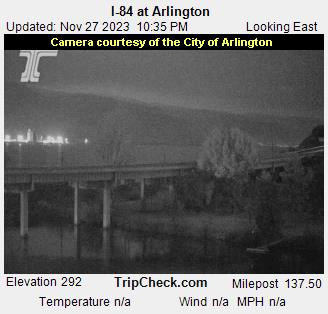 I-84 at Arlington
Updated: Nov 27 2023 10:35 PM Looking East
Camera courtesy of the City of Arlington
Elevation 292 TripCheck.com Milepost 137.50
Temperature n/a Wind n/a MPH n/a